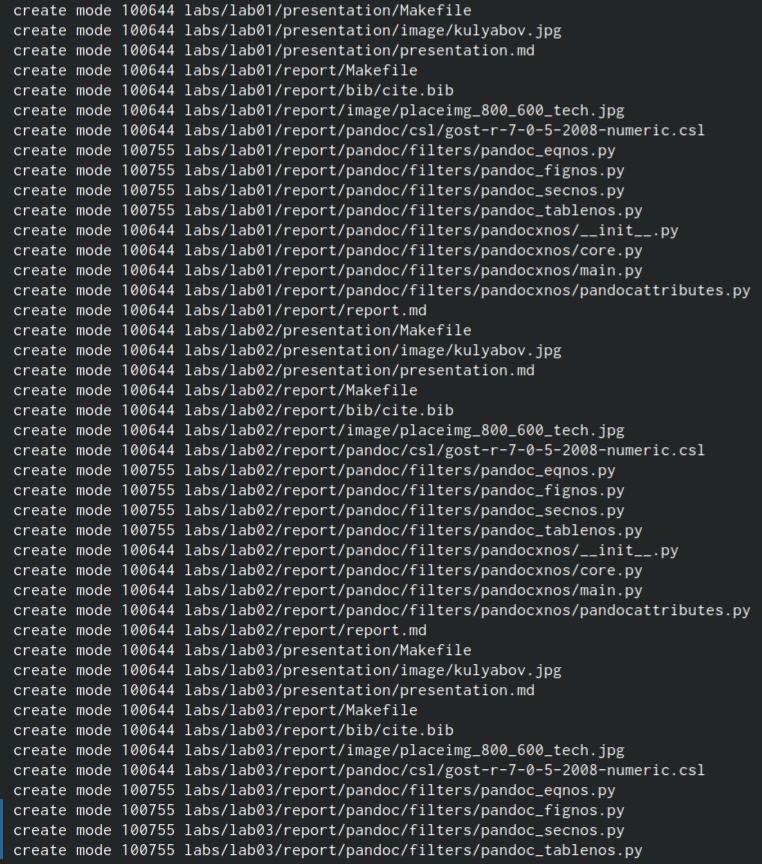 create mode 100644 labs/lab01/presentation/Makefile
create mode 100644 labs/lab01/presentation/image/kulyabov.jpg
create mode 100644 labs/lab01/presentation/presentation.md
create mode 100644 labs/lab01/report/Makefile
create mode 100644 labs/lab01/report/bib/cite.bib
create mode 100644 labs/lab01/report/image/placeimg_800_600_tech.jpg
create mode 100644 labs/lab01/report/pandoc/csl/gost-r-7-0-5-2008-numeric.csl
create mode 100755 labs/lab01/report/pandoc/filters/pandoc_eqnos.py
create mode 100755 labs/lab01/report/pandoc/filters/pandoc_fignos.py
create mode 100755 labs/lab01/report/pandoc/filters/pandoc_secnos.py
create mode 100755 labs/lab01/report/pandoc/filters/pandoc_tablenos.py
create mode 100644 labs/lab01/report/pandoc/filters/pandocxnos/__init__.py
create mode 100644 labs/lab01/report/pandoc/filters/pandocxnos/core.py
create mode 100644 labs/lab01/report/pandoc/filters/pandocxnos/main.py
create mode 100644 labs/lab01/report/pandoc/filters/pandocxnos/pandocattributes.py
create mode 100644 labs/lab01/report/report.md
create mode 100644 labs/lab02/presentation/Makefile
create mode 100644 labs/lab02/presentation/image/kulyabov.jpg
create mode 100644 labs/lab02/presentation/presentation.md
create mode 100644 labs/lab02/report/Makefile
create mode 100644 labs/lab02/report/bib/cite.bib
create mode 100644 labs/lab02/report/image/placeimg_800_600_tech.jpg
create mode 100644 labs/lab02/report/pandoc/csl/gost-r-7-0-5-2008-numeric.csl
create mode 100755 labs/lab02/report/pandoc/filters/pandoc_eqnos.py
create mode 100755 labs/lab02/report/pandoc/filters/pandoc_fignos.py
create mode 100755 labs/lab02/report/pandoc/filters/pandoc_secnos.py
create mode 100755 labs/lab02/report/pandoc/filters/pandoc_tablenos.py
create mode 100644 labs/lab02/report/pandoc/filters/pandocxnos/__init__.py
create mode 100644 labs/lab02/report/pandoc/filters/pandocxnos/core.py
create mode 100644 labs/lab02/report/pandoc/filters/pandocxnos/main.py
create mode 100644 labs/lab02/report/pandoc/filters/pandocxnos/pandocattributes.py
create mode 100644 labs/lab02/report/report.md
create mode 100644 labs/lab03/presentation/Makefile
create mode 100644 labs/lab03/presentation/image/kulyabov.jpg
create mode 100644 labs/lab03/presentation/presentation.md
create mode 100644 labs/lab03/report/Makefile
create mode 100644 labs/lab03/report/bib/cite.bib
create mode 100644 labs/lab03/report/image/placeimg_800_600_tech.jpg
create mode 100644 labs/lab03/report/pandoc/csl/gost-r-7-0-5-2008-numeric.csl
create mode 100755 labs/lab03/report/pandoc/filters/pandoc_eqnos.py
create mode 100755 labs/lab03/report/pandoc/filters/pandoc_fignos.py
create mode 100755 labs/lab03/report/pandoc/filters/pandoc_secnos.py
create mode 100755 labs/lab03/report/pandoc/filters/pandoc_tablenos.py